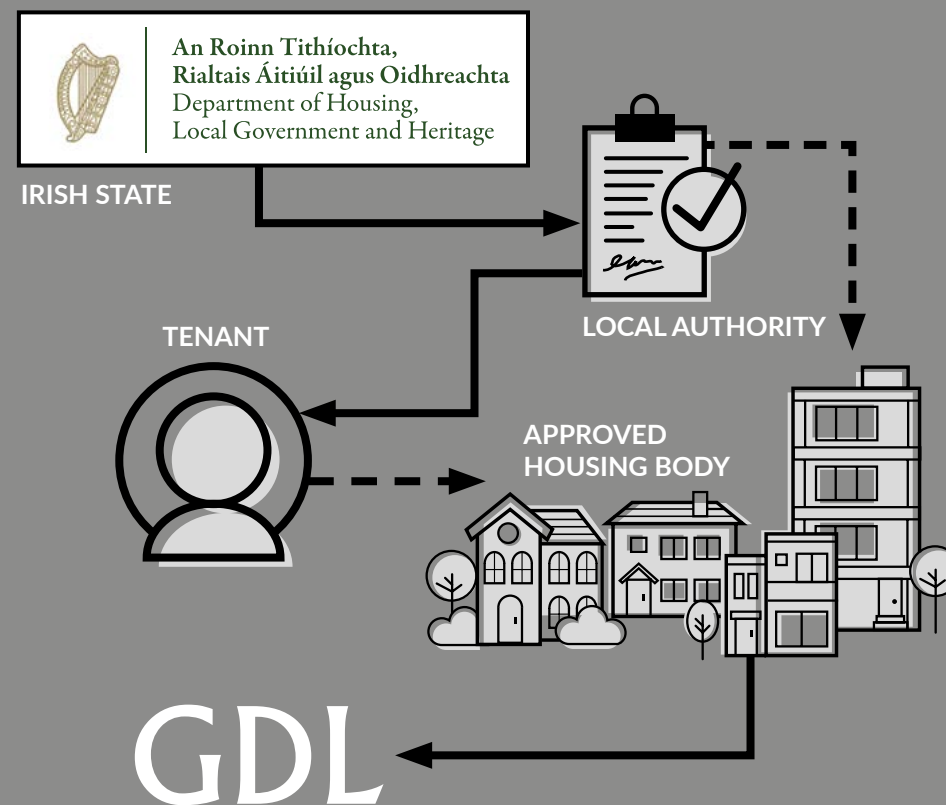 An Roinn Tithíochta,
Rialtais Áitiúil agus Oidhreachta
Department of Housing,
Local Government and Heritage
IRISH STATE
LOCAL AUTHORITY
TENANT
APPROVED
HOUSING BODY
GDL